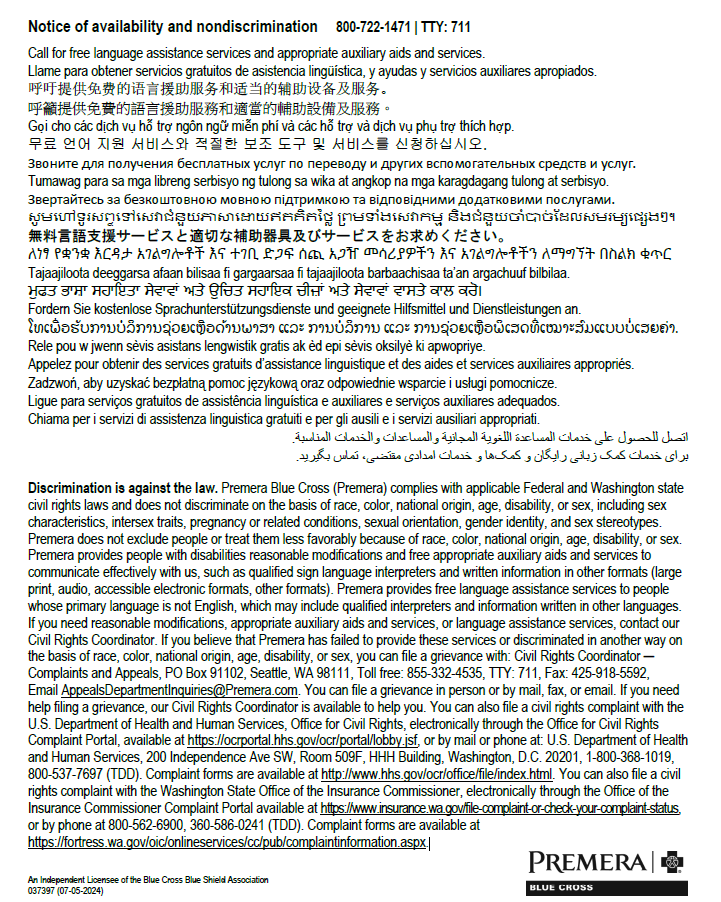 Notice of availability and nondiscrimination 800-722-1471 | TTY: 711
Call for free language assistance services and appropriate auxiliary aids and services.
Llame para obtener servicios gratuitos de asistencia lingüística, y ayudas y servicios auxiliares apropiados.
呼吁提供免费的语言援助服务和适当的辅助设备及服务。
呼籲提供免費的語言援助服務和適當的輔助設備及服務。
Gọi cho các dịch vụ hỗ trợ ngôn ngữ miễn phí và các hỗ trợ và dịch vụ phụ trợ thích hợp.
무료 언어 지원 서비스와 적절한 보조 도구 및 서비스를 신청하십시오.
Звоните для получения бесплатных услуг по переводу и других вспомогательных средств и услуг.
Tumawag para sa mga libreng serbisyo ng tulong sa wika at angkop na mga karagdagang tulong at serbisyo.
Звертайтесь за безкоштовною мовною підтримкою та відповідними додатковими послугами.
សូមហៅទូរសព្ទទៅសេវាជំនួយភាសាដោយឥតគិតថ្លៃ ព្រមទាំងសេវាកម្ម និងជំនួយចាំបាច់ដែលសមរម្យផ្សេងៗ។
無料言語支援サービスと適切な補助器具及びサービスをお求めください。
ለነፃ የቋንቋ እርዳታ አገልግሎቶች እና ተገቢ ድጋፍ ሰጪ አጋዥ መሳሪያዎችን እና አገልግሎቶችን ለማግኘት በስልክ ቁጥር
Tajaajiloota deeggarsa afaan bilisaa fi gargaarsaa fi tajaajiloota barbaachisaa ta'an argachuuf bilbilaa.
ਮੁਫਤ ਭਾਸ਼ਾ ਸਹਾਇਤਾ ਸੇਵਾਵਾਂ ਅਤੇ ਉਚਿਤ ਸਹਾਇਕ ਚੀਜ਼ਾਂ ਅਤੇ ਸੇਵਾਵਾਂ ਵਾਸਤੇ ਕਾਲ ਕਰੋ।
Fordern Sie kostenlose Sprachunterstützungsdienste und geeignete Hilfsmittel und Dienstleistungen an.
ໂທເພື່ອຮັບການບໍລິການຊ່ວຍເຫຼືອດ້ານພາສາ ແລະ ການບໍລິການ ແລະ ການຊ່ວຍເຫຼືອພິເສດທີ່ເໝາະສົມແບບບໍ່ເສຍຄ່າ.
Rele pou w jwenn sèvis asistans lengwistik gratis ak èd epi sèvis oksilyè ki apwopriye.
Appelez pour obtenir des services gratuits d'assistance linguistique et des aides et services auxiliaires appropriés.
Zadzwoń, aby uzyskać bezpłatną pomoc językową oraz odpowiednie wsparcie i usługi pomocnicze.
Ligue para serviços gratuitos de assistência linguística e auxiliares e serviços auxiliares adequados.
Chiama per i servizi di assistenza linguistica gratuiti e per gli ausili e i servizi ausiliari appropriati.
اتصل للحصول على خدمات المساعدة اللغوية المجانية والمساعدات والخدمات المناسبة.
برای خدمات کمک زبانی رایگان و کمک‌ها و خدمات امدادی مقتضی، تماس بگیرید.
Discrimination is against the law. Premera Blue Cross (Premera) complies with applicable Federal and Washington state
civil rights laws and does not discriminate on the basis of race, color, national origin, age, disability, or sex, including sex
characteristics, intersex traits, pregnancy or related conditions, sexual orientation, gender identity, and sex stereotypes.
Premera does not exclude people or treat them less favorably because of race, color, national origin, age, disability, or sex.
Premera provides people with disabilities reasonable modifications and free appropriate auxiliary aids and services to
communicate effectively with us, such as qualified sign language interpreters and written information in other formats (large
print, audio, accessible electronic formats, other formats). Premera provides free language assistance services to people
whose primary language is not English, which may include qualified interpreters and information written in other languages.
If you need reasonable modifications, appropriate auxiliary aids and services, or language assistance services, contact our
Civil Rights Coordinator. If you believe that Premera has failed to provide these services or discriminated in another way on
the basis of race, color, national origin, age, disability, or sex, you can file a grievance with: Civil Rights Coordinator —
Complaints and Appeals, PO Box 91102, Seattle, WA 98111, Toll free: 855-332-4535, TTY: 711, Fax: 425-918-5592,
Email AppealsDepartmentInquiries@Premera.com. You can file a grievance in person or by mail, fax, or email. If you need
help filing a grievance, our Civil Rights Coordinator is available to help you. You can also file a civil rights complaint with the
U.S. Department of Health and Human Services, Office for Civil Rights, electronically through the Office for Civil Rights
Complaint Portal, available at https://ocrportal.hhs.gov/ocr/portal/lobby.jsf, or by mail or phone at: U.S. Department of Health
and Human Services, 200 Independence Ave SW, Room 509F, HHH Building, Washington, D.C. 20201, 1-800-368-1019,
800-537-7697 (TDD). Complaint forms are available at http://www.hhs.gov/ocr/office/file/index.html. You can also file a civil
rights complaint with the Washington State Office of the Insurance Commissioner, electronically through the Office of the
Insurance Commissioner Complaint Portal available at https://www.insurance.wa.gov/file-complaint-or-check-your-complaint-status,
or by phone at 800-562-6900, 360-586-0241 (TDD). Complaint forms are available at
https://fortress.wa.gov/oic/onlineservices/cc/pub/complaintinformation.aspx.
PREMERA
BLUE CROSS
An Independent Licensee of the Blue Cross Blue Shield Association
037397 (07-05-2024)